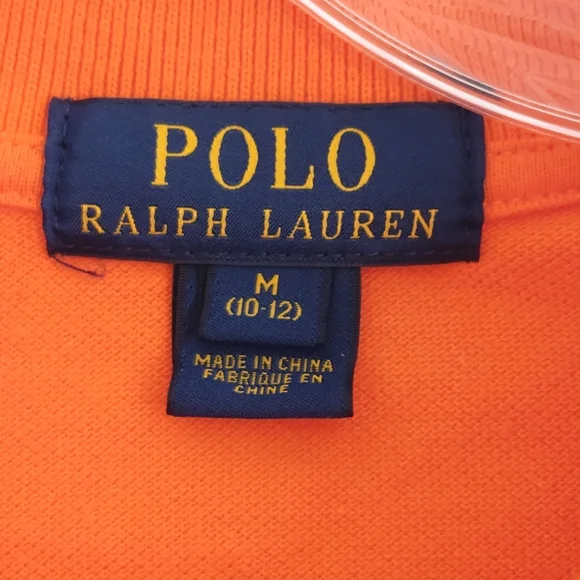 POLO
RALPH LAUREN
M
(10-12)
MADE IN CHINA
FABRIQUE EN
CHINE